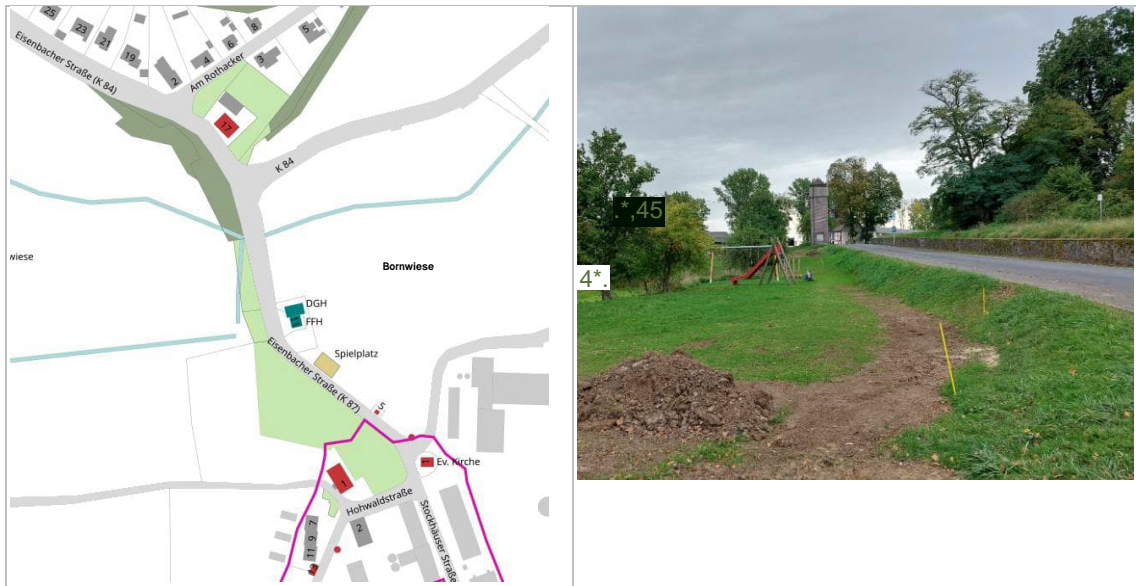 25
23
21
19
2
4
6
8
5
3
Eisenbacher Straße (K 84)
Am Rothäcker
17
K 84
wiese
Bornwiese
DGH
FFH
Spielplatz
Eisenbacher Straße (K 87)
5
Ev. Kirche
1
Hohwaldstraße
Stockhäuser Straße
2
7
9
11
.*,45
4*.